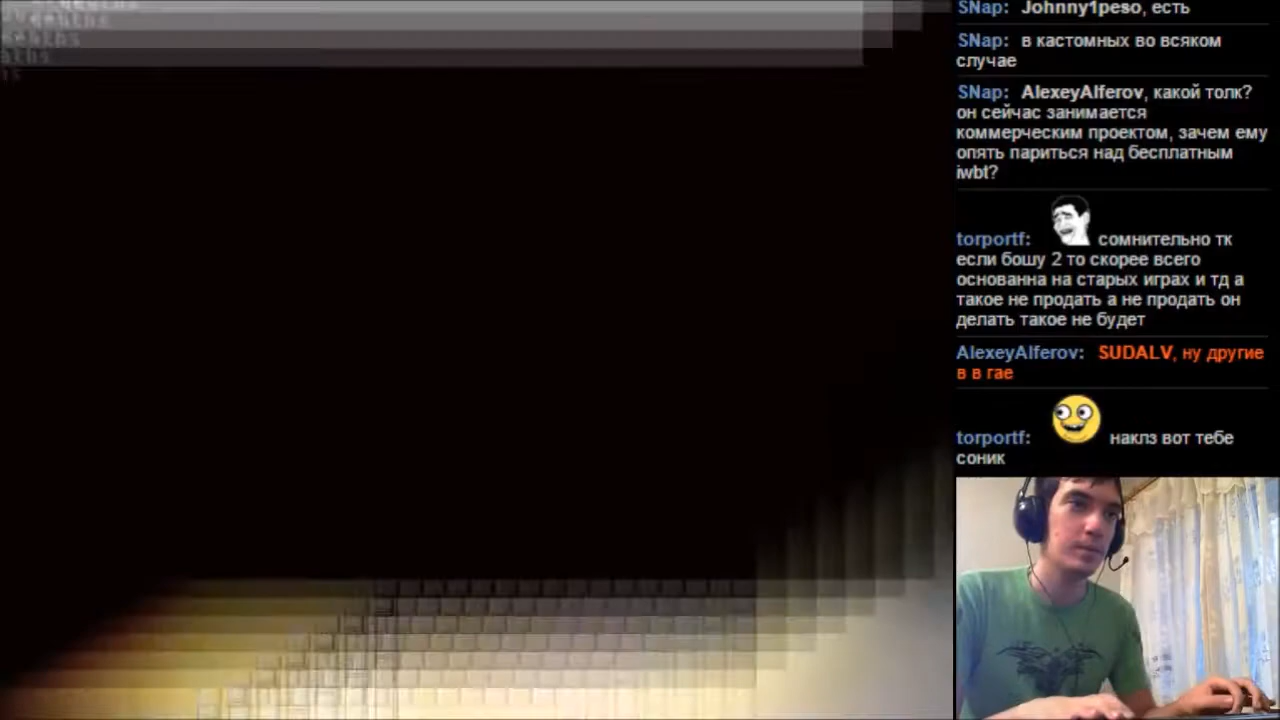 deaths
deaths
SNap: Johnny1peso, есть
SNap: в кастомных во всяком
случае
SNap: AlexeyAlferov, какой толк?
он сейчас занимается
коммерческим проектом, зачем ему
опять париться над бесплатным
iwbt?
torportf: сомнительно тк
если бошу 2 то скорее всего
основанна на старых играх и тд а
такое не продать а не продать он
делать такое не будет
AlexeyAlferov: SUDALV, ну другие
в в гае
torportf: наклз вот тебе
соник